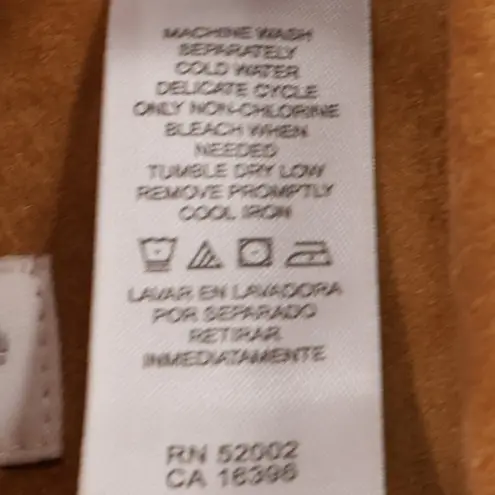 MACHINE WASH
SEPARATELY
COLD WATER
DELICATE CYCLE
ONLY NON-CHLORINE
BLEACH WHEN
NEEDED
TUMBLE DRY LOW
REMOVE PROMPTLY
COOL IRON
LAVAR EN LAVADORA
POR SEPARADO
RETIRAR
INMEDIATAMENTE
RN 52002
CA 16396